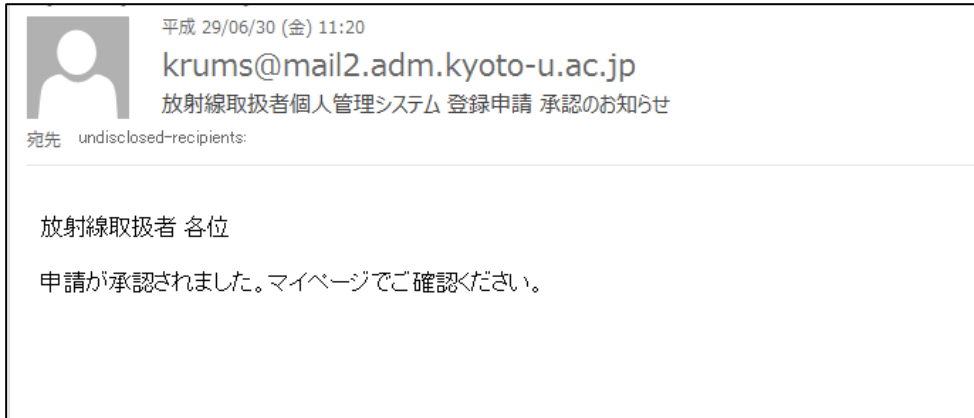 平成 29/06/30 (金) 11:20
krums@mail2.adm.kyoto-u.ac.jp
放射線取扱者個人管理システム 登録申請 承認のお知らせ
宛先 undisclosed-recipients:
放射線取扱者 各位
申請が承認されました。マイページでご確認ください。